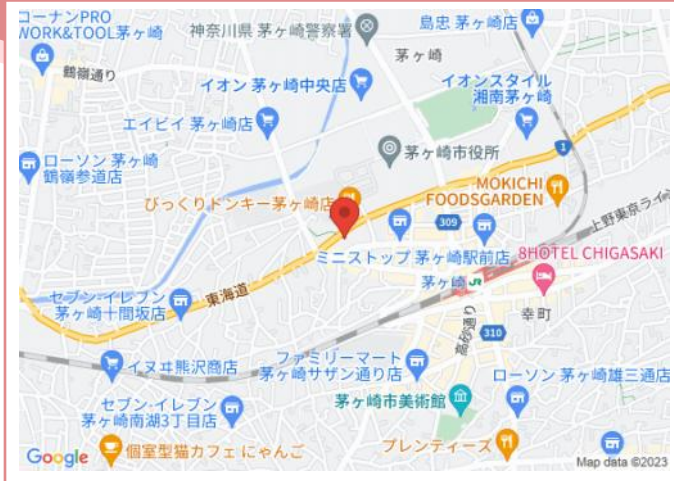 コーナンPRO
WORK&TOOL茅ヶ崎
神奈川県 茅ヶ崎警察署
島忠 茅ヶ崎店
鶴嶺通り
茅ヶ崎
イオン 茅ヶ崎中央店
イオンスタイル
湘南茅ヶ崎
エイビイ 茅ヶ崎店
1
茅ヶ崎市役所
ローソン 茅ヶ崎
鶴嶺参道店
びっくりドンキー茅ヶ崎店
MOKICHI
FOODSGARDEN
309
上野東京ライン
ミニストップ 茅ヶ崎駅前店
8HOTEL CHIGASAKI
茅ヶ崎
JR
セブン-イレブン
茅ヶ崎十間坂店
東海道
幸町
高砂通り
310
イヌヰ熊沢商店
ファミリーマート
茅ヶ崎サザン通り店
ローソン 茅ヶ崎雄三通店
セブン-イレブン
茅ヶ崎南湖3丁目店
茅ヶ崎市美術館
個室型猫カフェ にゃんご
プレンティーズ
Google
Map data ©2023